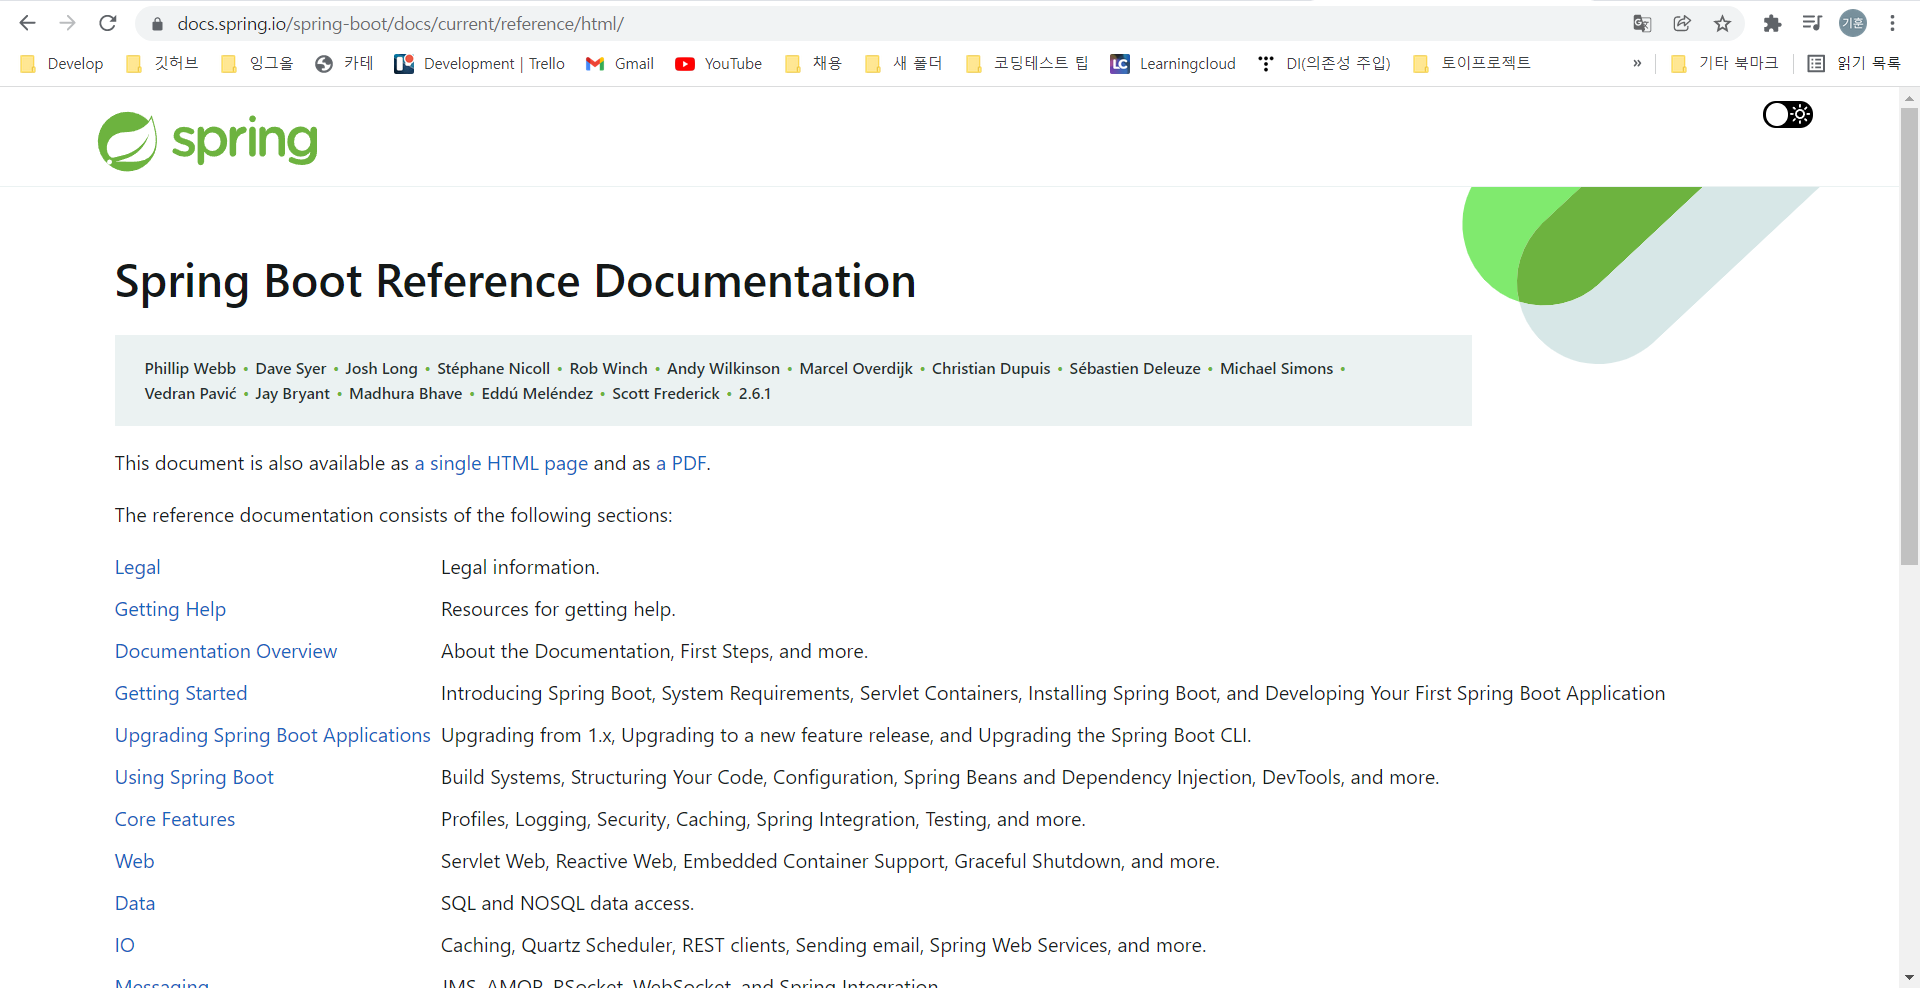 docs.spring.io/spring-boot/docs/current/reference/html/
기훈
Develop 깃허브 잉그올 카테 Development | Trello Gmail YouTube 채용 새 폴더 코딩테스트 팁 LC Learningcloud DI(의존성 주입) 토이프로젝트 » 기타 북마크 읽기 목록
spring
Spring Boot Reference Documentation
Phillip Webb • Dave Syer • Josh Long • Stéphane Nicoll • Rob Winch • Andy Wilkinson • Marcel Overdijk • Christian Dupuis • Sébastien Deleuze • Michael Simons •
Vedran Pavić • Jay Bryant • Madhura Bhave • Eddú Meléndez • Scott Frederick • 2.6.1
This document is also available as a single HTML page and as a PDF.
The reference documentation consists of the following sections:
Legal Legal information.
Getting Help Resources for getting help.
Documentation Overview About the Documentation, First Steps, and more.
Getting Started Introducing Spring Boot, System Requirements, Servlet Containers, Installing Spring Boot, and Developing Your First Spring Boot Application
Upgrading Spring Boot Applications Upgrading from 1.x, Upgrading to a new feature release, and Upgrading the Spring Boot CLI.
Using Spring Boot Build Systems, Structuring Your Code, Configuration, Spring Beans and Dependency Injection, DevTools, and more.
Core Features Profiles, Logging, Security, Caching, Spring Integration, Testing, and more.
Web Servlet Web, Reactive Web, Embedded Container Support, Graceful Shutdown, and more.
Data SQL and NOSQL data access.
IO Caching, Quartz Scheduler, REST clients, Sending email, Spring Web Services, and more.
Messaging JMS, AMQP, RSocket, WebSocket, and Spring Integration.